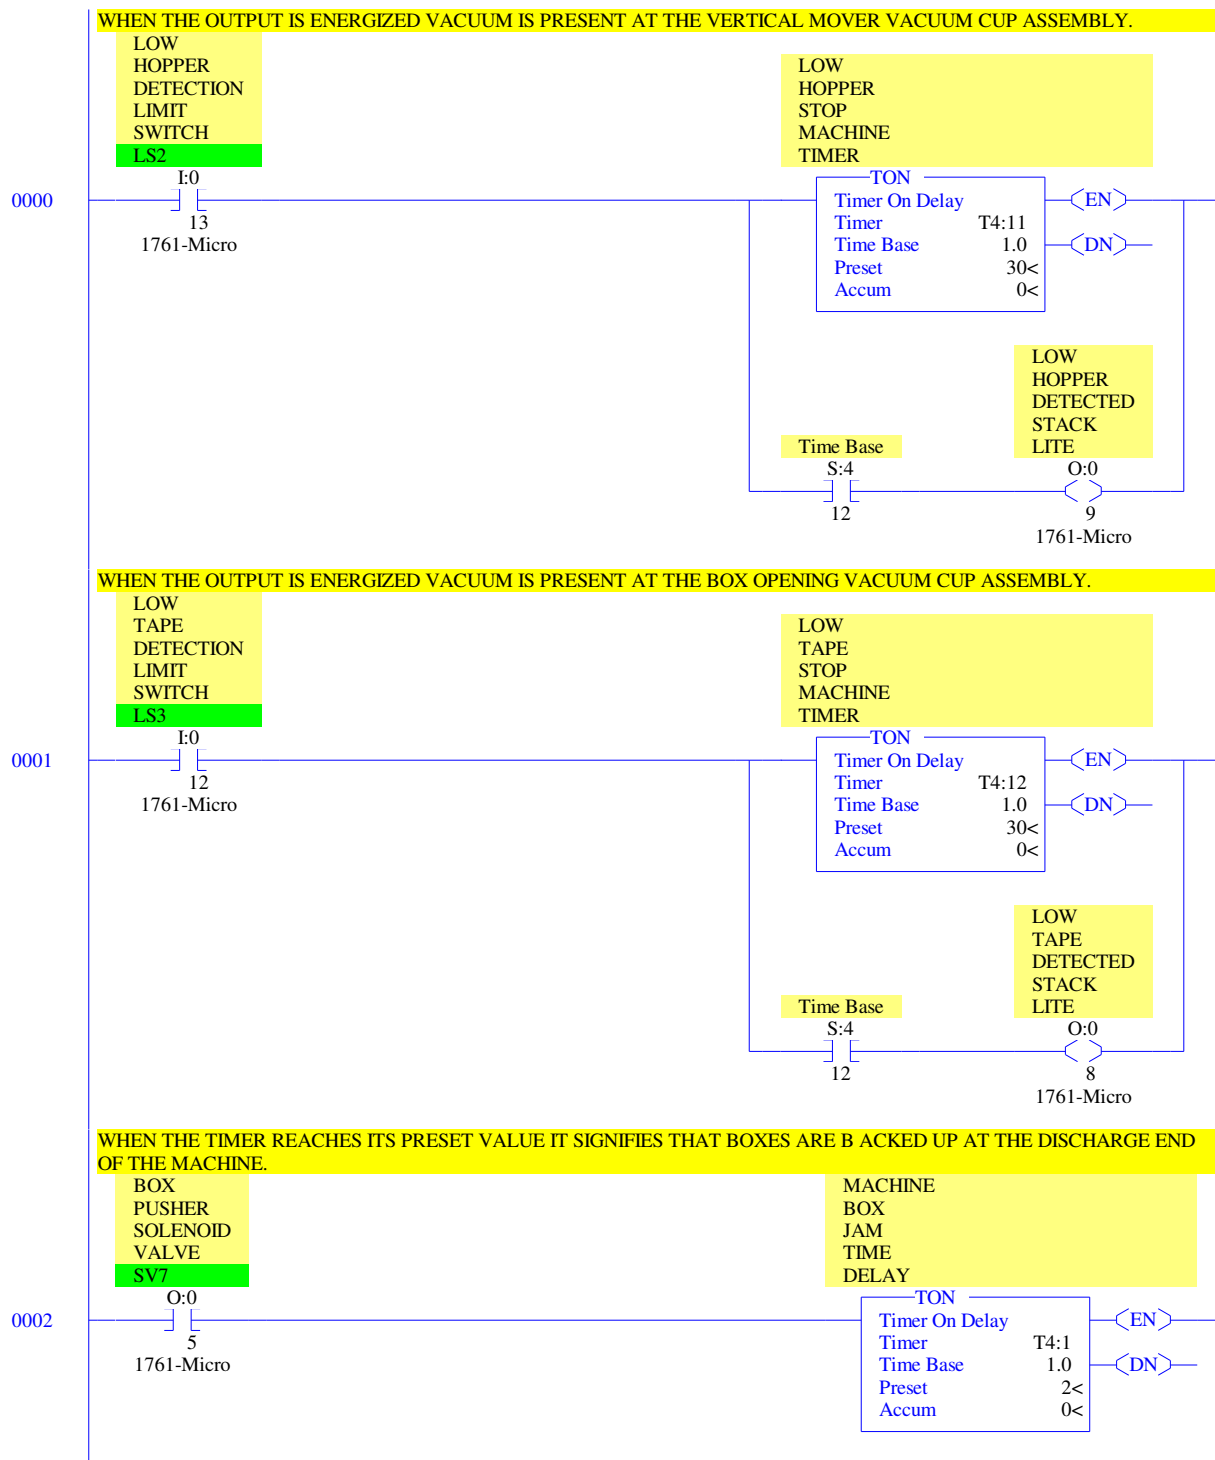 WHEN THE OUTPUT IS ENERGIZED VACUUM IS PRESENT AT THE VERTICAL MOVER VACUUM CUP ASSEMBLY.
LOW
HOPPER
DETECTION
LIMIT
SWITCH
LS2
I:0
13
1761-Micro
0000
LOW
HOPPER
STOP
MACHINE
TIMER
TON
Timer On Delay
Timer T4:11
Time Base 1.0
Preset 30<
Accum 0<
EN
DN
Time Base
S:4
12
LOW
HOPPER
DETECTED
STACK
LITE
O:0
9
1761-Micro
WHEN THE OUTPUT IS ENERGIZED VACUUM IS PRESENT AT THE BOX OPENING VACUUM CUP ASSEMBLY.
LOW
TAPE
DETECTION
LIMIT
SWITCH
LS3
I:0
12
1761-Micro
0001
LOW
TAPE
STOP
MACHINE
TIMER
TON
Timer On Delay
Timer T4:12
Time Base 1.0
Preset 30<
Accum 0<
EN
DN
Time Base
S:4
12
LOW
TAPE
DETECTED
STACK
LITE
O:0
8
1761-Micro
WHEN THE TIMER REACHES ITS PRESET VALUE IT SIGNIFIES THAT BOXES ARE B ACKED UP AT THE DISCHARGE END
OF THE MACHINE.
BOX
PUSHER
SOLENOID
VALVE
SV7
O:0
5
1761-Micro
0002
MACHINE
BOX
JAM
TIME
DELAY
TON
Timer On Delay
Timer T4:1
Time Base 1.0
Preset 2<
Accum 0<
EN
DN